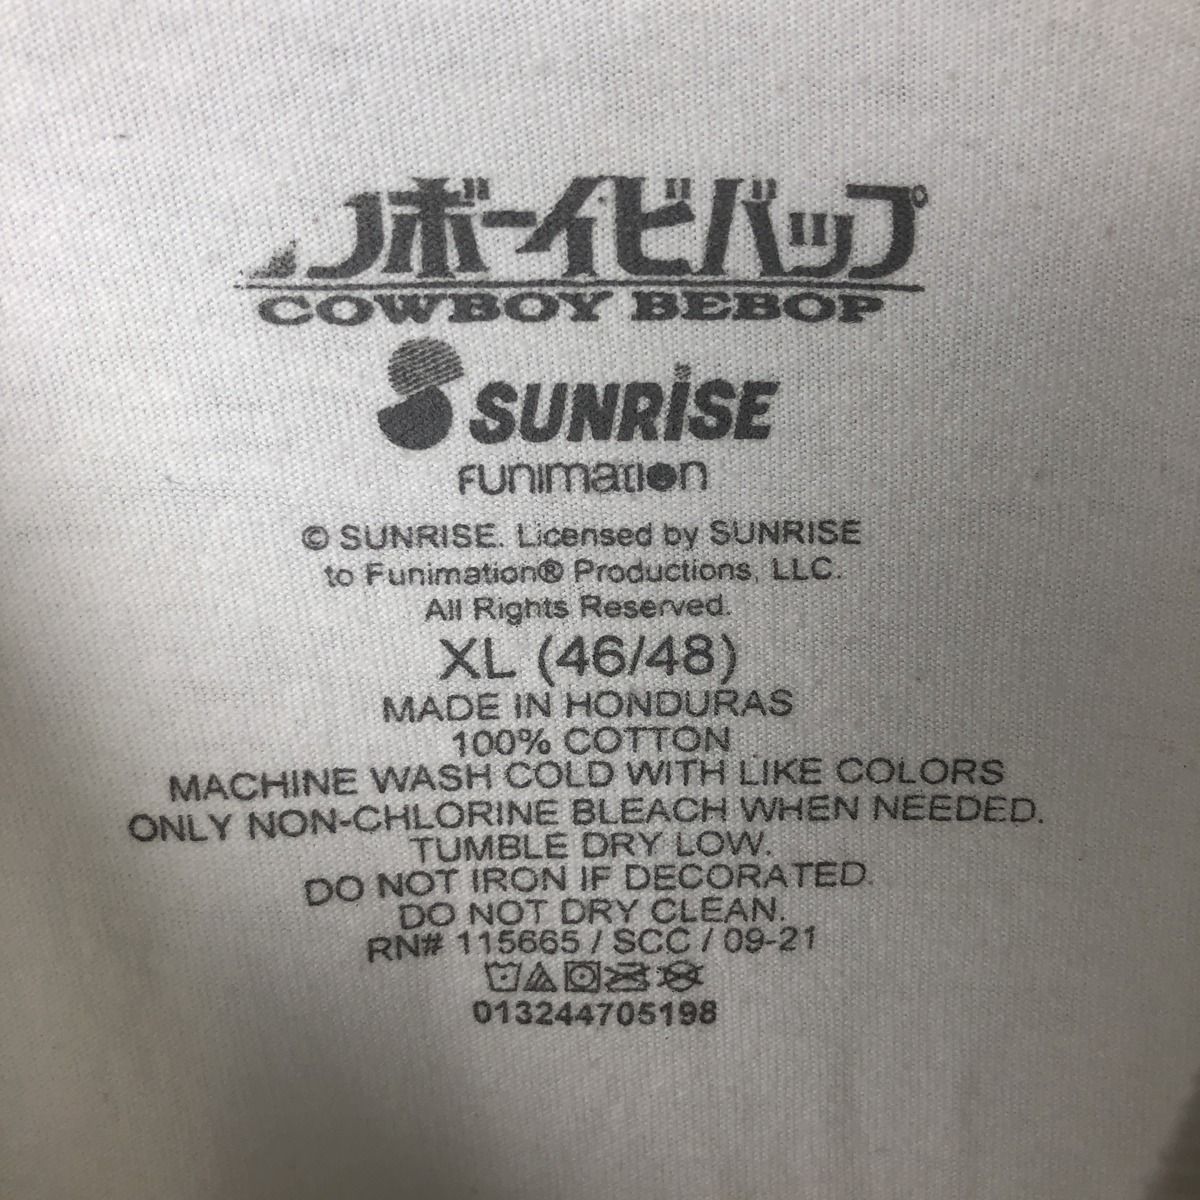 ボーイビバップ
COWBOY BEBOP
SUNRISE
FUNIMATION
© SUNRISE. Licensed by SUNRISE
to Funimation® Productions, LLC.
All Rights Reserved.
XL (46/48)
MADE IN HONDURAS
100% COTTON
MACHINE WASH COLD WITH LIKE COLORS
ONLY NON-CHLORINE BLEACH WHEN NEEDED.
TUMBLE DRY LOW.
DO NOT IRON IF DECORATED.
DO NOT DRY CLEAN.
RN# 115665 / SCC / 09-21
013244705198